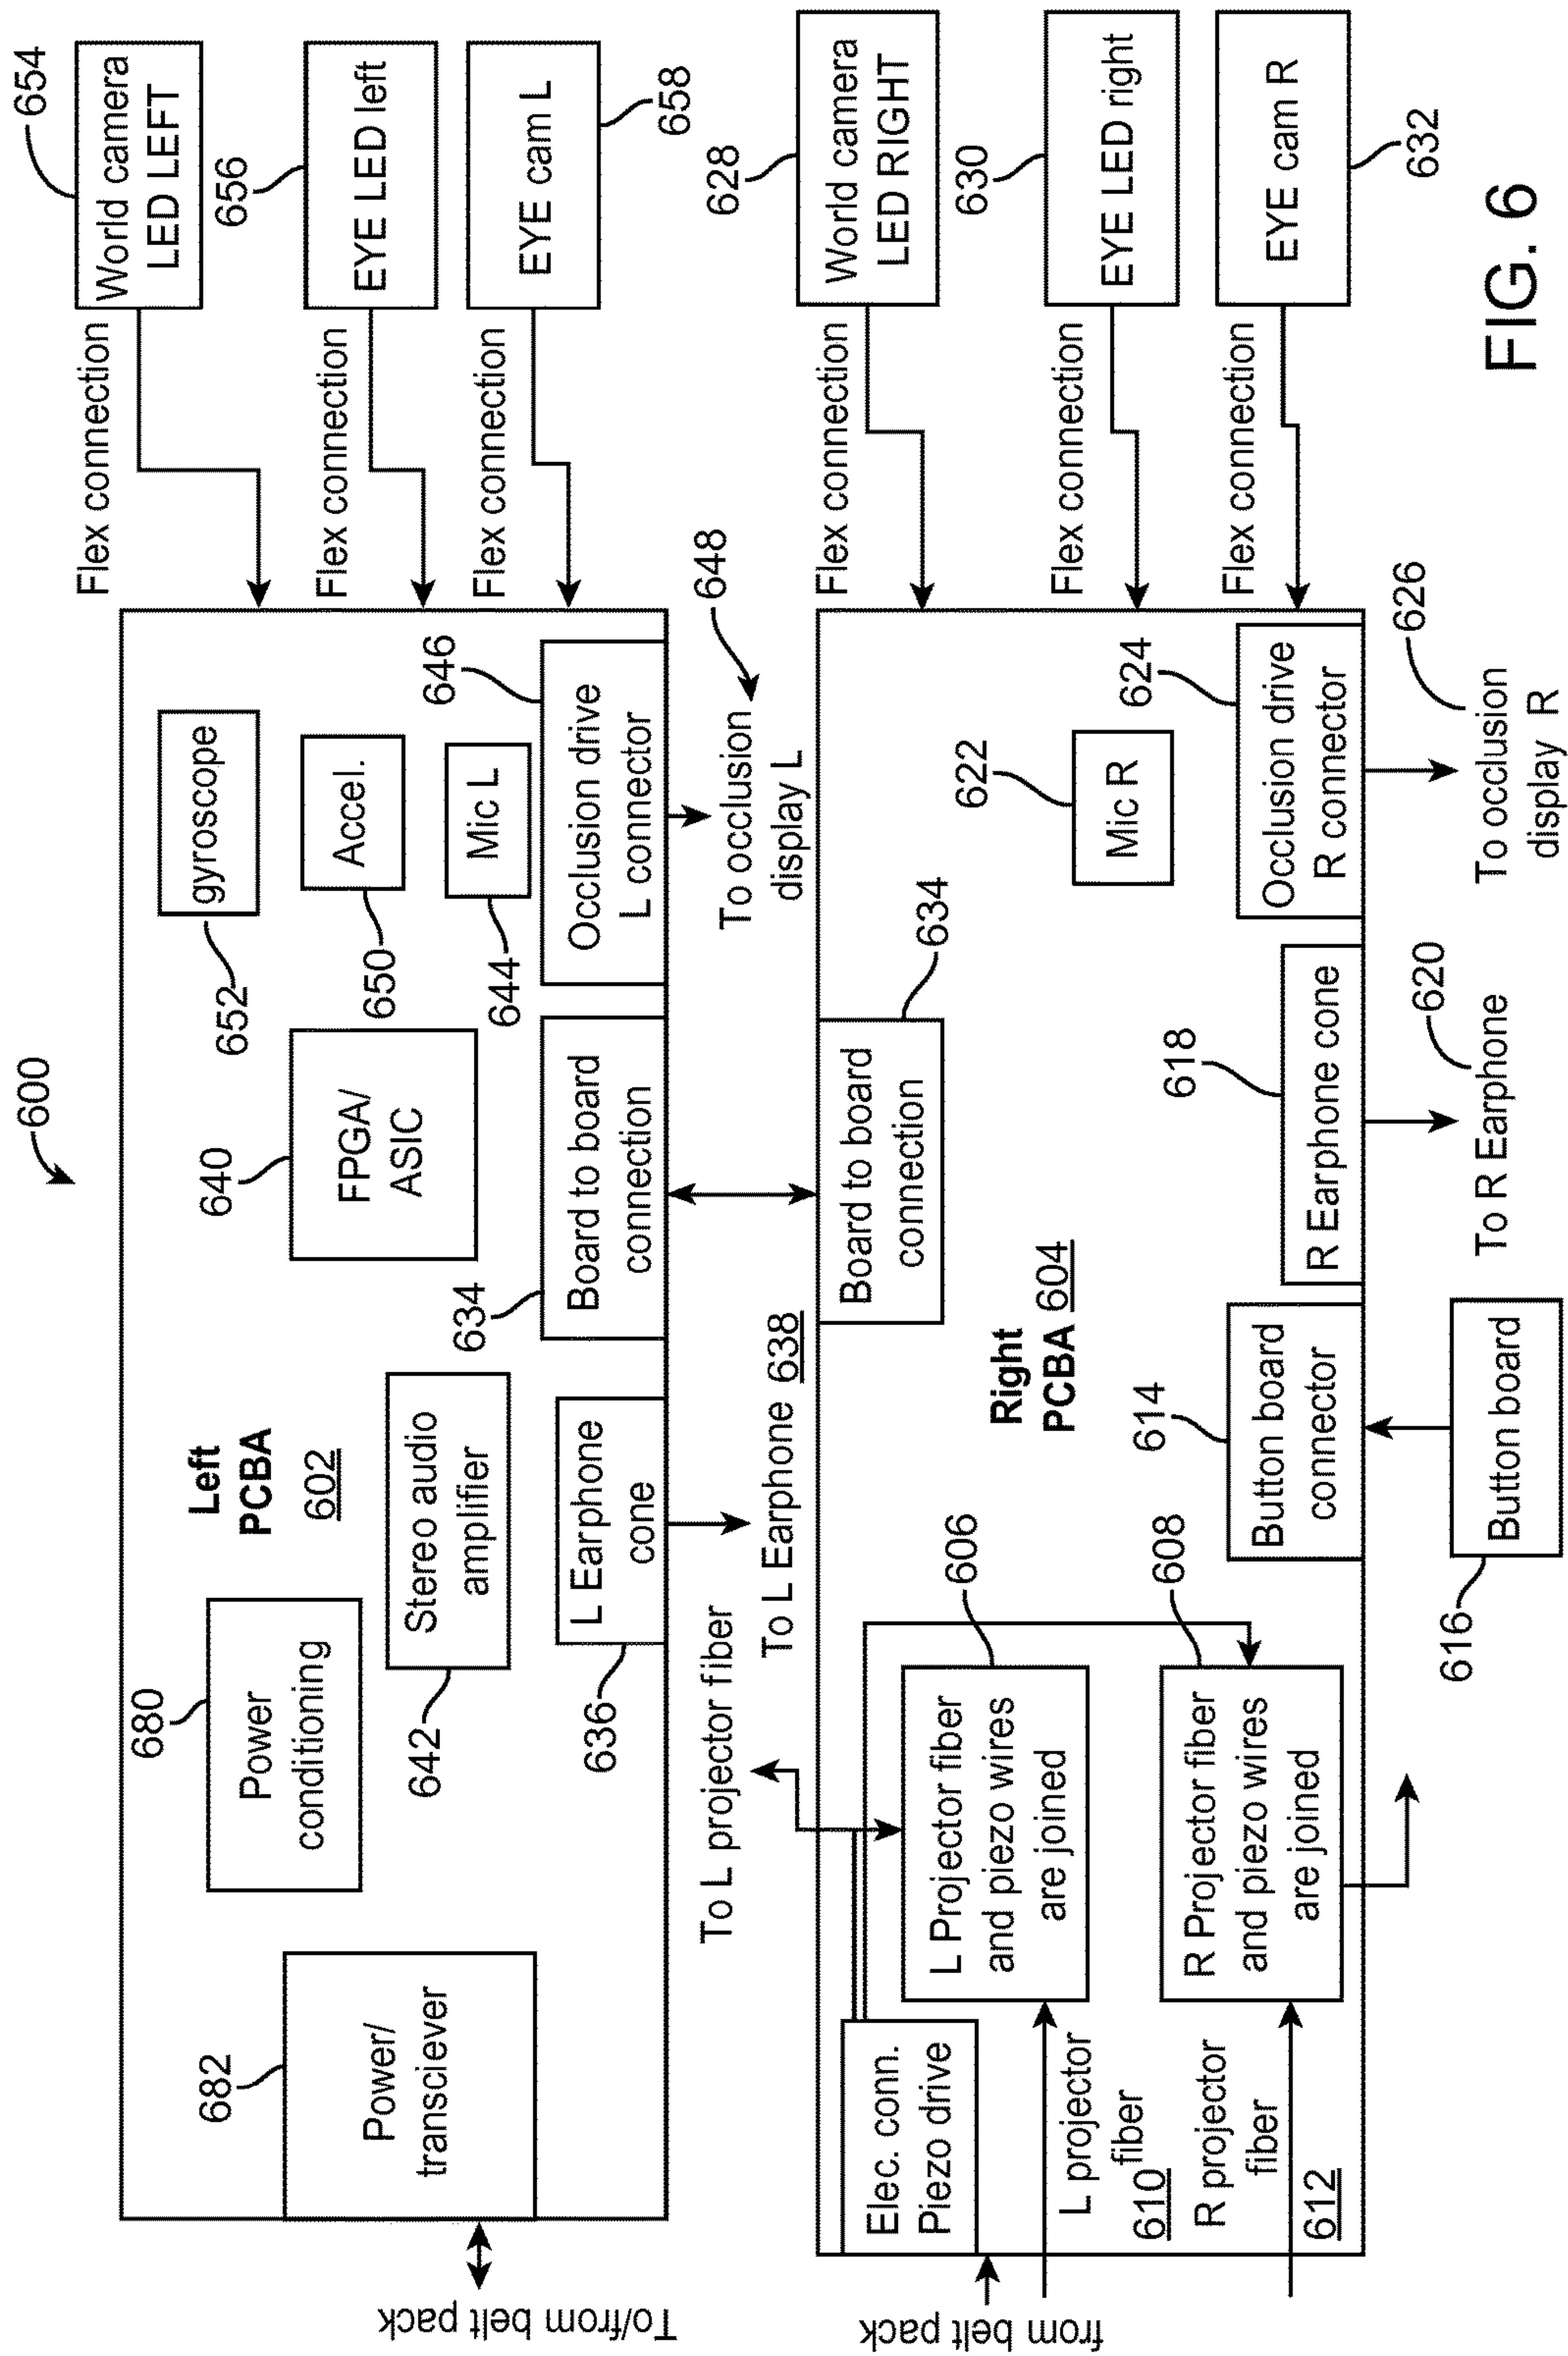 600
Left
PCBA
602
682
Power/
transciever
To/from belt pack
680
Power
conditioning
642
Stereo audio
amplifier
636
L Earphone
cone
640
FPGA/
ASIC
634
Board to board
connection
652
gyroscope
650
Accel.
644
Mic L
646
Occlusion drive
L connector
Flex connection
654
World camera
LED LEFT
Flex connection
656
EYE LED left
Flex connection
658
EYE cam L
To L projector fiber
To L Earphone 638
To occlusion
display L
648
Right
PCBA 604
from belt pack
Elec. conn.
Piezo drive
L projector
fiber
610
R projector
fiber
612
606
L Projector fiber
and piezo wires
are joined
608
R Projector fiber
and piezo wires
are joined
614
Button board
connector
616
Button board
634
Board to board
connection
618
R Earphone cone
620
To R Earphone
622
Mic R
624
Occlusion drive
R connector
626
To occlusion
display R
Flex connection
628
World camera
LED RIGHT
Flex connection
630
EYE LED right
Flex connection
632
EYE cam R
FIG. 6